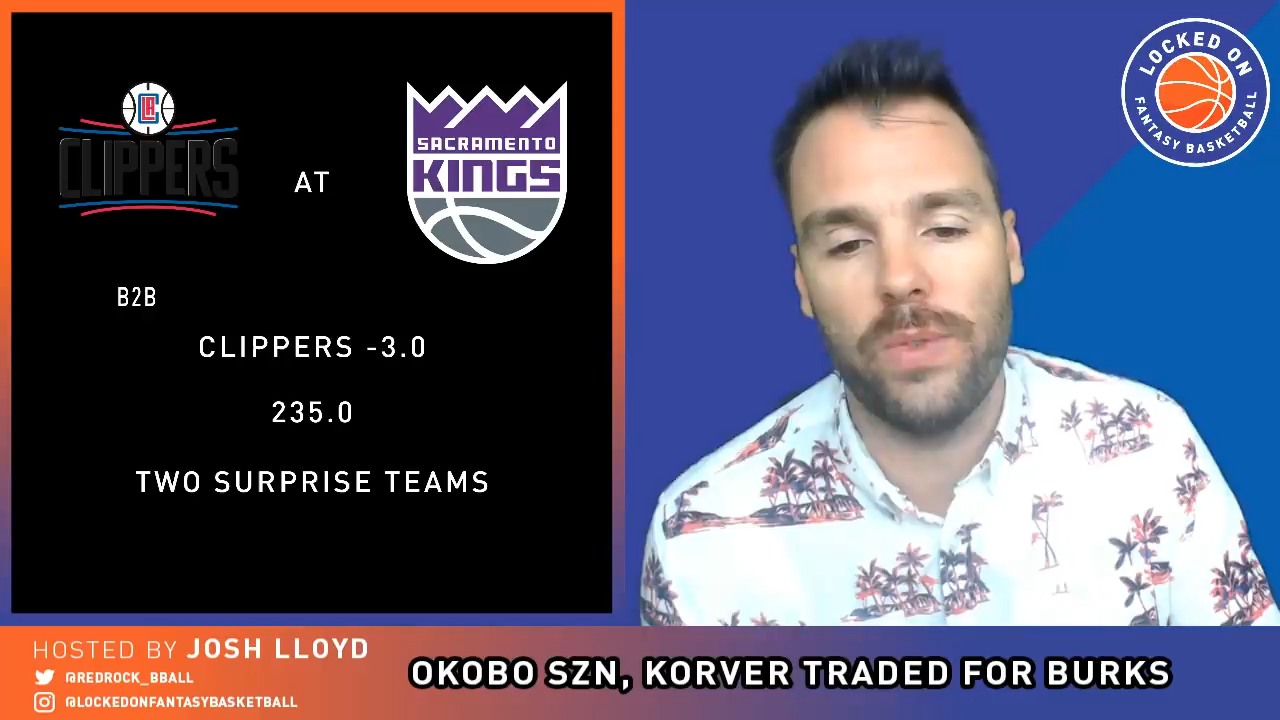 LA
CLIPPERS
AT
SACRAMENTO
KINGS
B2B
CLIPPERS -3.0
235.0
TWO SURPRISE TEAMS
LOCKED ON
FANTASY BASKETBALL
HOSTED BY JOSH LLOYD
@REDROCK_BBALL
@LOCKEDONFANTASYBASKETBALL
OKOBO SZN, KORVER TRADED FOR BURKS